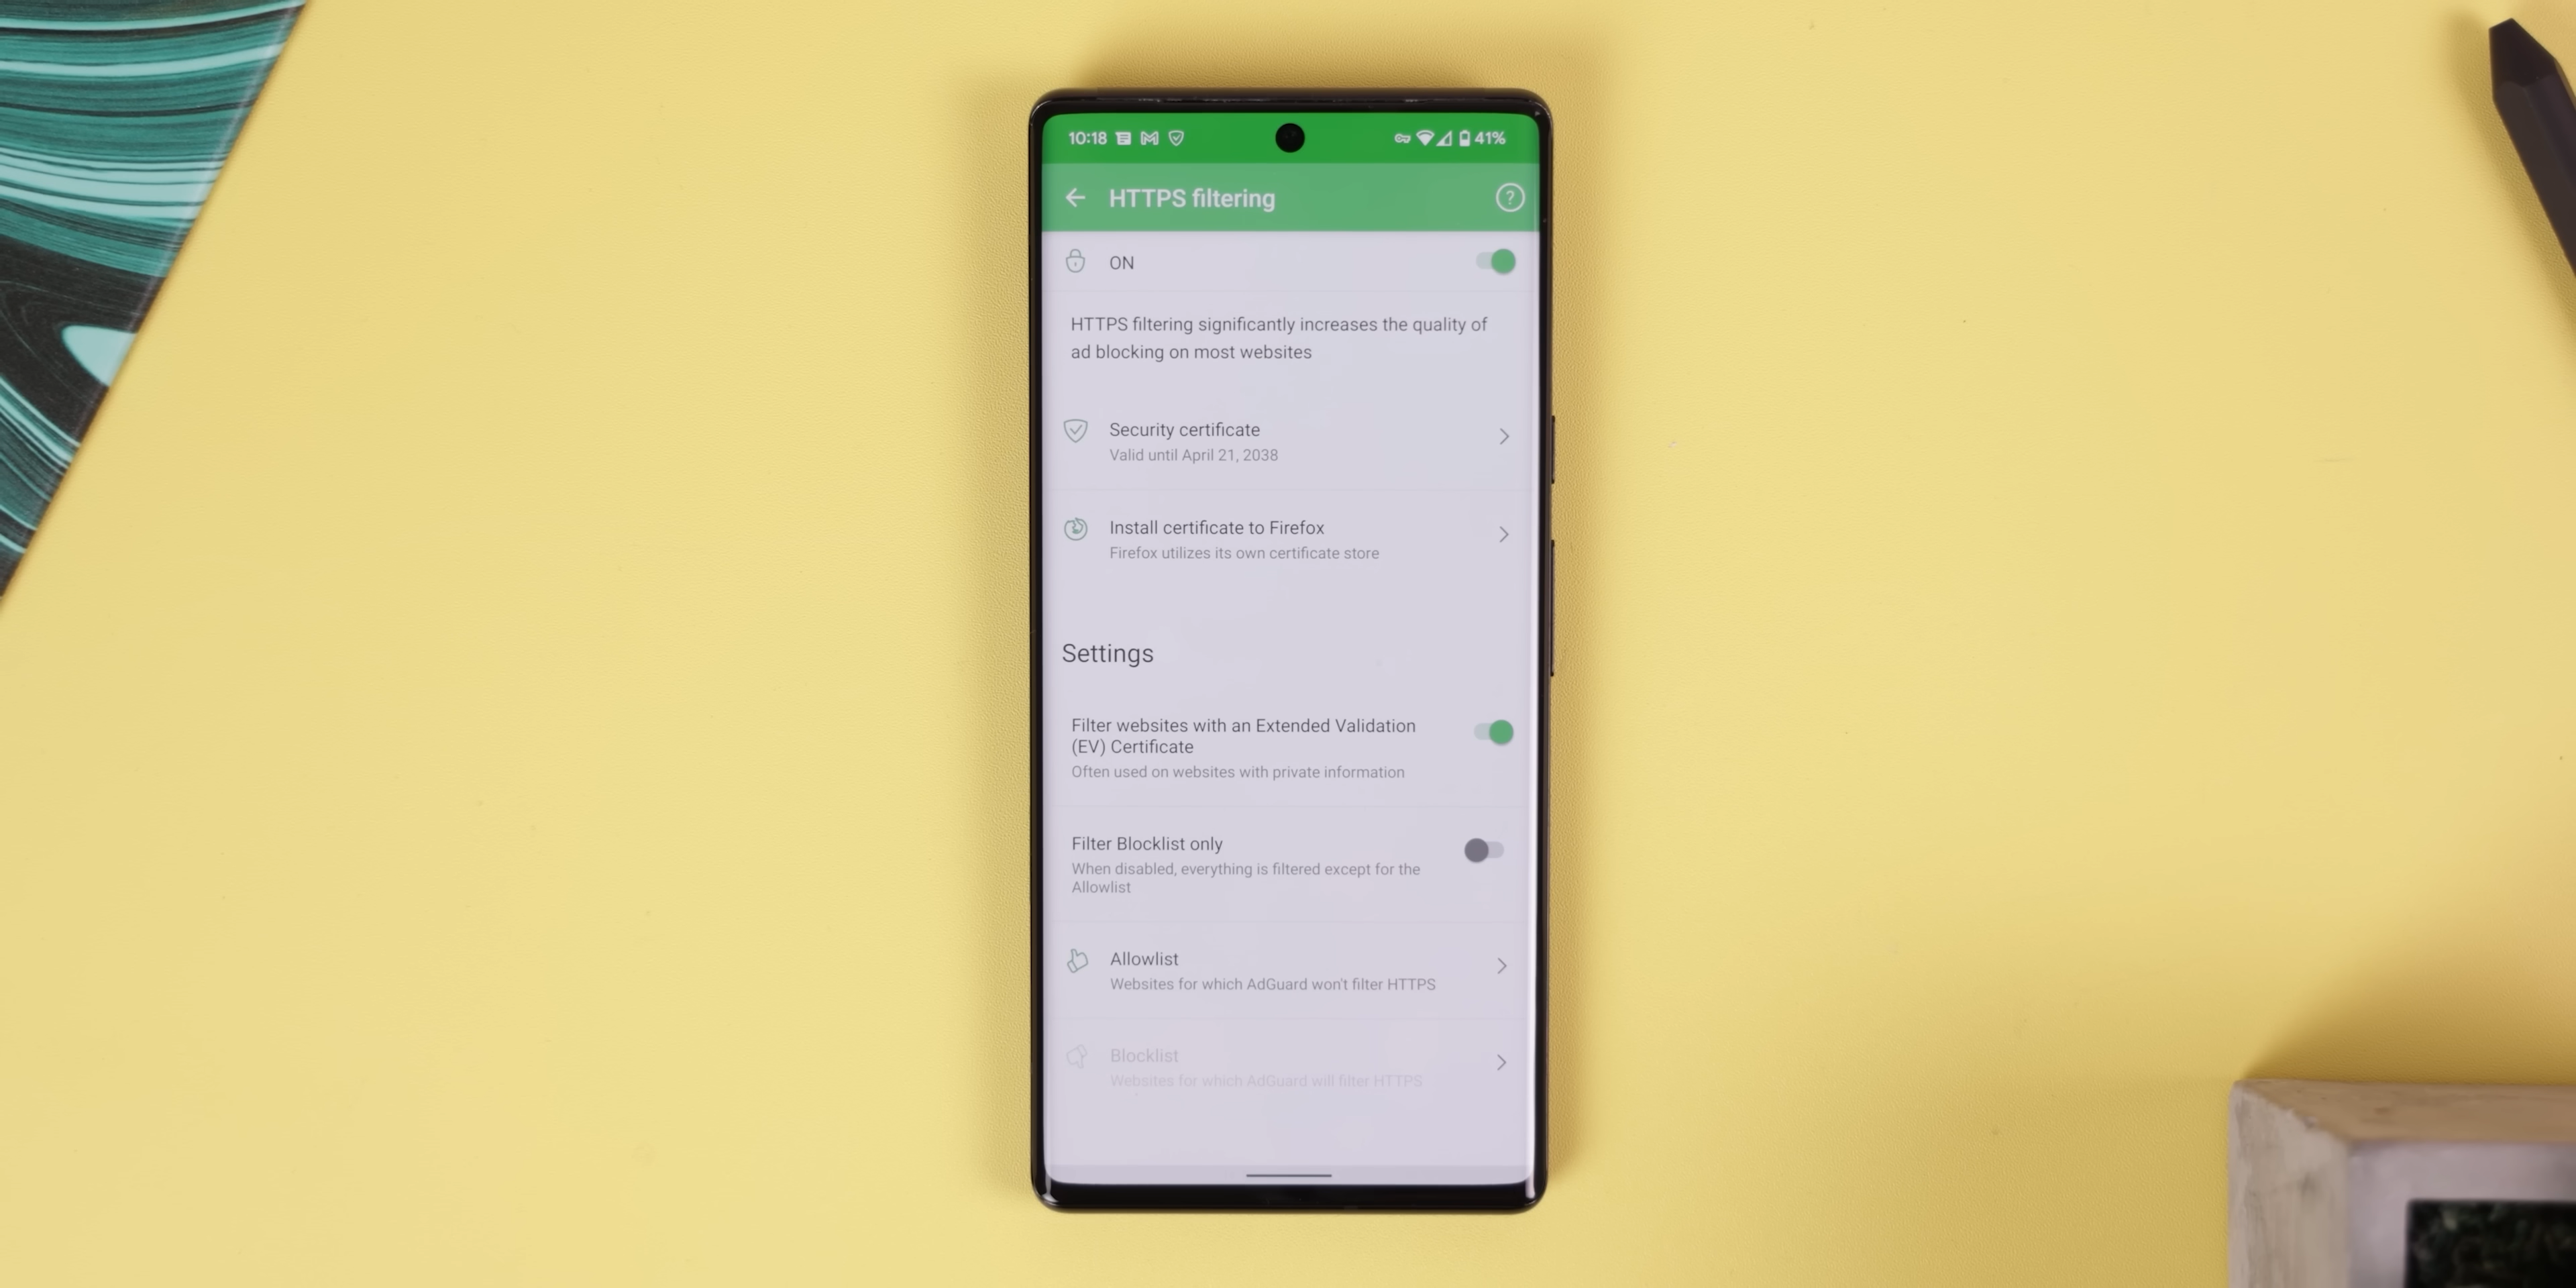 10:18
41%
HTTPS filtering
ON
HTTPS filtering significantly increases the quality of
ad blocking on most websites
Security certificate
Valid until April 21, 2038
Install certificate to Firefox
Firefox utilizes its own certificate store
Settings
Filter websites with an Extended Validation
(EV) Certificate
Often used on websites with private information
Filter Blocklist only
When disabled, everything is filtered except for the
Allowlist
Allowlist
Websites for which AdGuard won't filter HTTPS
Blocklist
Websites for which AdGuard will filter HTTPS